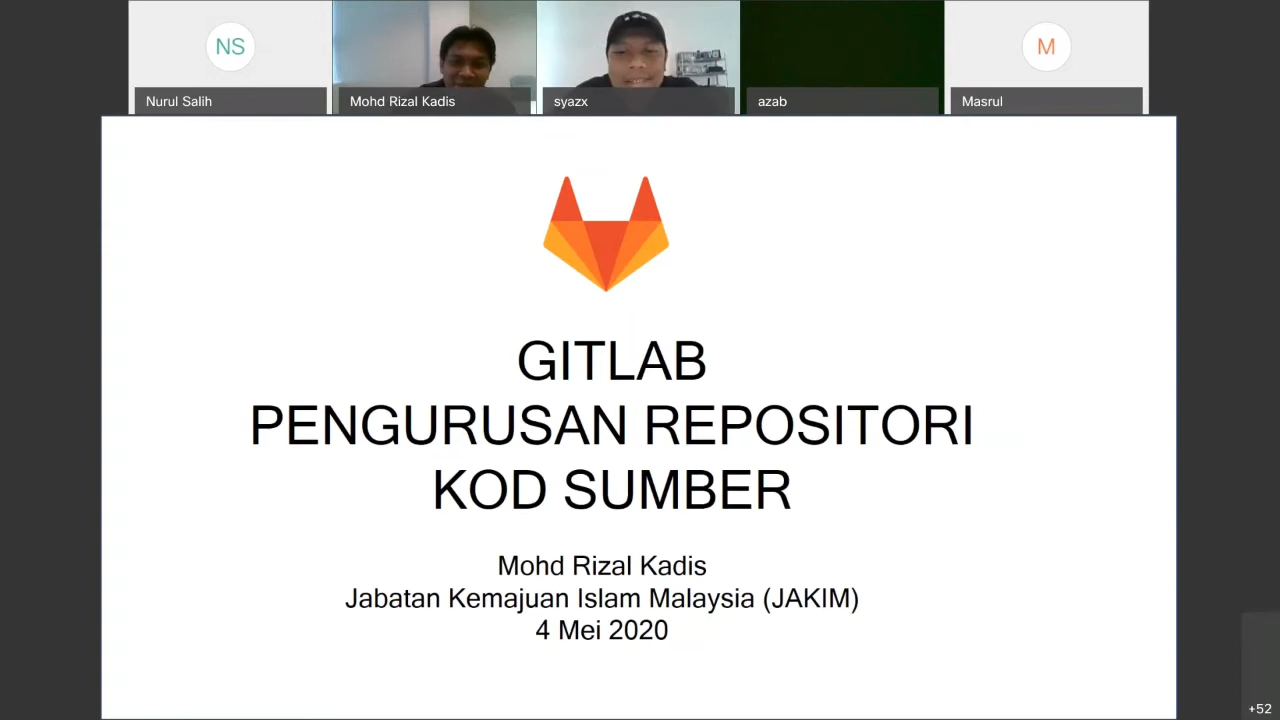 NS
M
Nurul Salih
Mohd Rizal Kadis
syazx
azab
Masrul
GITLAB
PENGURUSAN REPOSITORI
KOD SUMBER
Mohd Rizal Kadis
Jabatan Kemajuan Islam Malaysia (JAKIM)
4 Mei 2020
+52